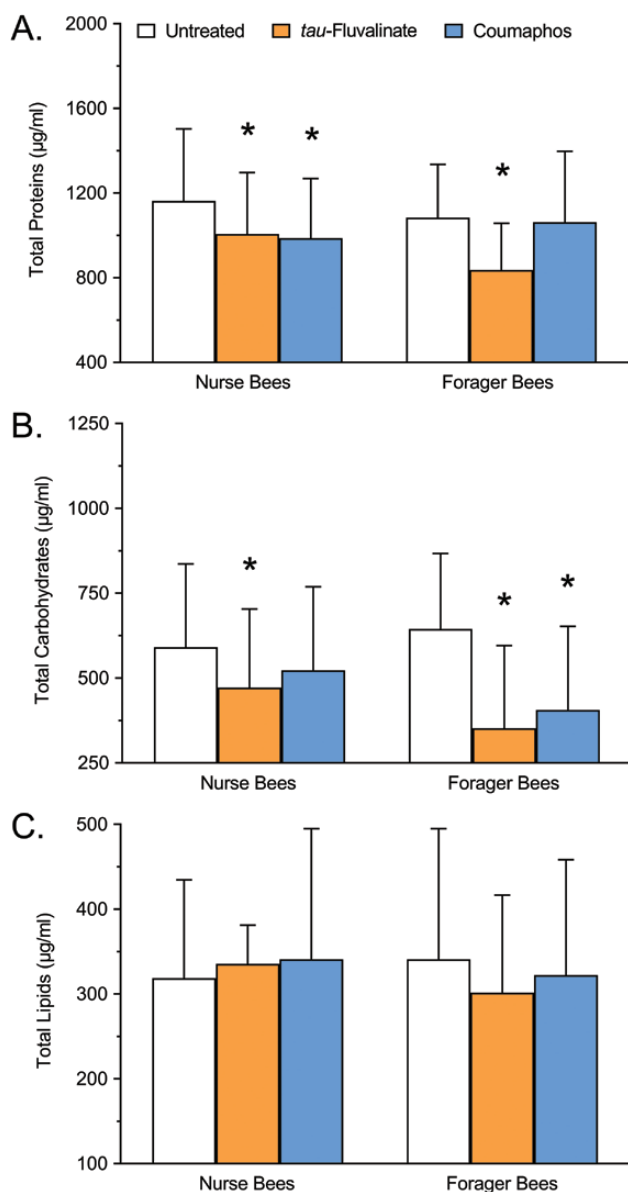 A.
Untreated tau-Fluvalinate Coumaphos
Total Proteins (µg/ml)
2000
1600
1200
800
400
* * *
Nurse Bees Forager Bees
B.
Total Carbohydrates (µg/ml)
1250
1000
750
500
250
* * *
Nurse Bees Forager Bees
C.
Total Lipids (µg/ml)
500
400
300
200
100
Nurse Bees Forager Bees